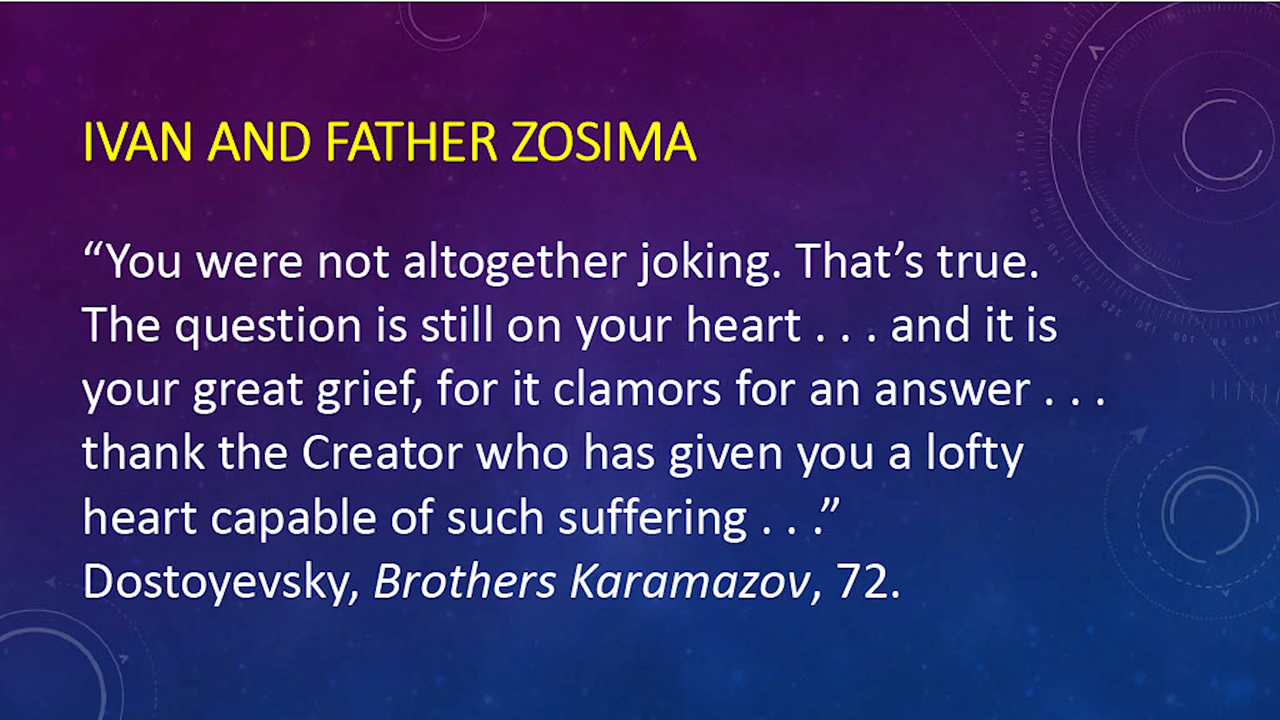 IVAN AND FATHER ZOSIMA
“You were not altogether joking. That’s true.
The question is still on your heart . . . and it is
your great grief, for it clamors for an answer . . .
thank the Creator who has given you a lofty
heart capable of such suffering . . .”
Dostoyevsky, Brothers Karamazov, 72.